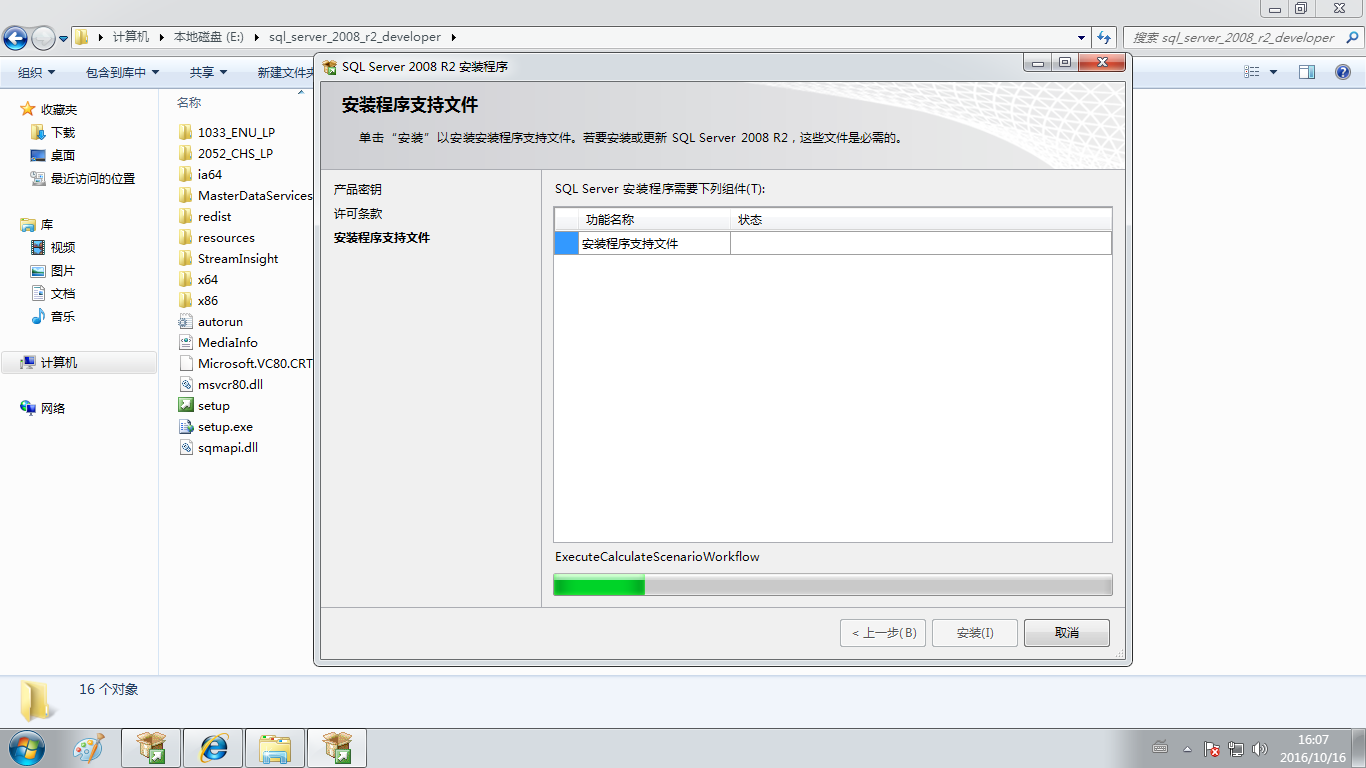 计算机 本地磁盘 (E:) sql_server_2008_r2_developer
搜索 sql_server_2008_r2_developer
组织 包含到库中 共享 新建文件夹
SQL Server 2008 R2 安装程序
安装程序支持文件
单击“安装”以安装安装程序支持文件。若要安装或更新 SQL Server 2008 R2，这些文件是必需的。
收藏夹
下载
桌面
最近访问的位置
库
视频
图片
文档
音乐
计算机
网络
名称
1033_ENU_LP
2052_CHS_LP
ia64
MasterDataServices
redist
resources
StreamInsight
x64
x86
autorun
MediaInfo
Microsoft.VC80.CRT
msvcr80.dll
setup
setup.exe
sqmapi.dll
产品密钥
许可条款
安装程序支持文件
SQL Server 安装程序需要下列组件(T):
功能名称 状态
安装程序支持文件
ExecuteCalculateScenarioWorkflow
< 上一步(B) 安装(I) 取消
16 个对象
16:07
2016/10/16